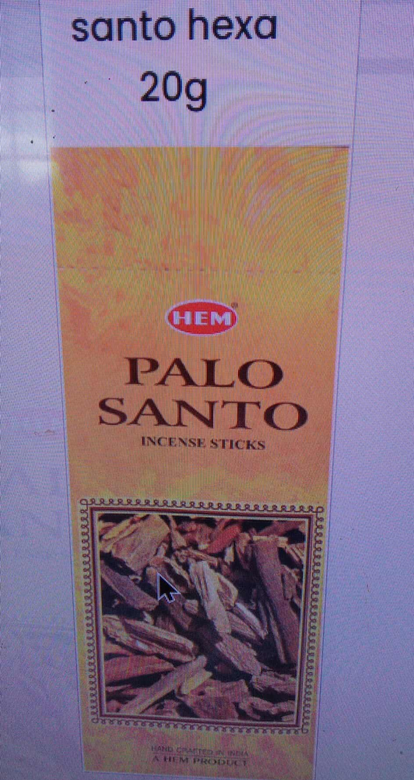 santo hexa
20g
HEM®
PALO
SANTO
INCENSE STICKS
HAND CRAFTED IN INDIA
A HEM PRODUCT